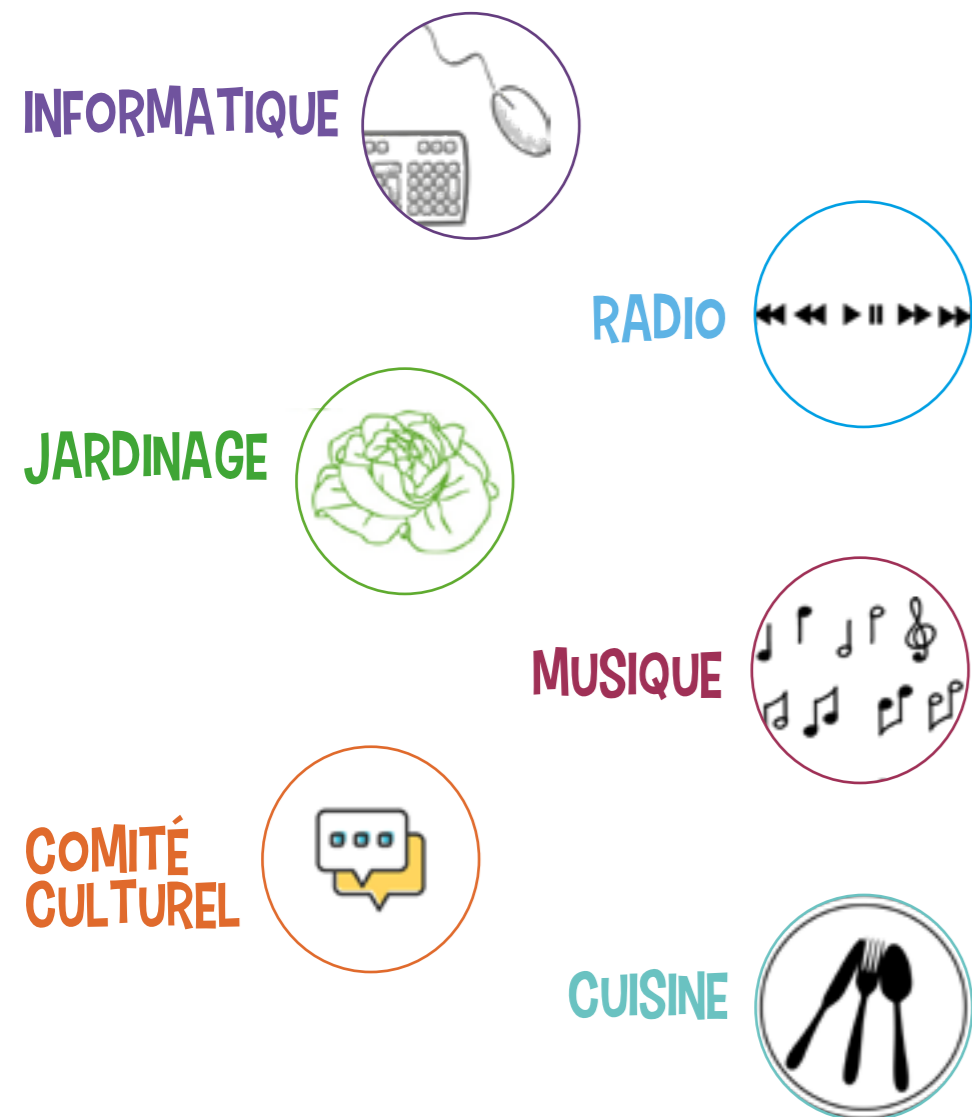 INFORMATIQUE
RADIO
JARDINAGE
MUSIQUE
COMITÉ
CULTUREL
CUISINE